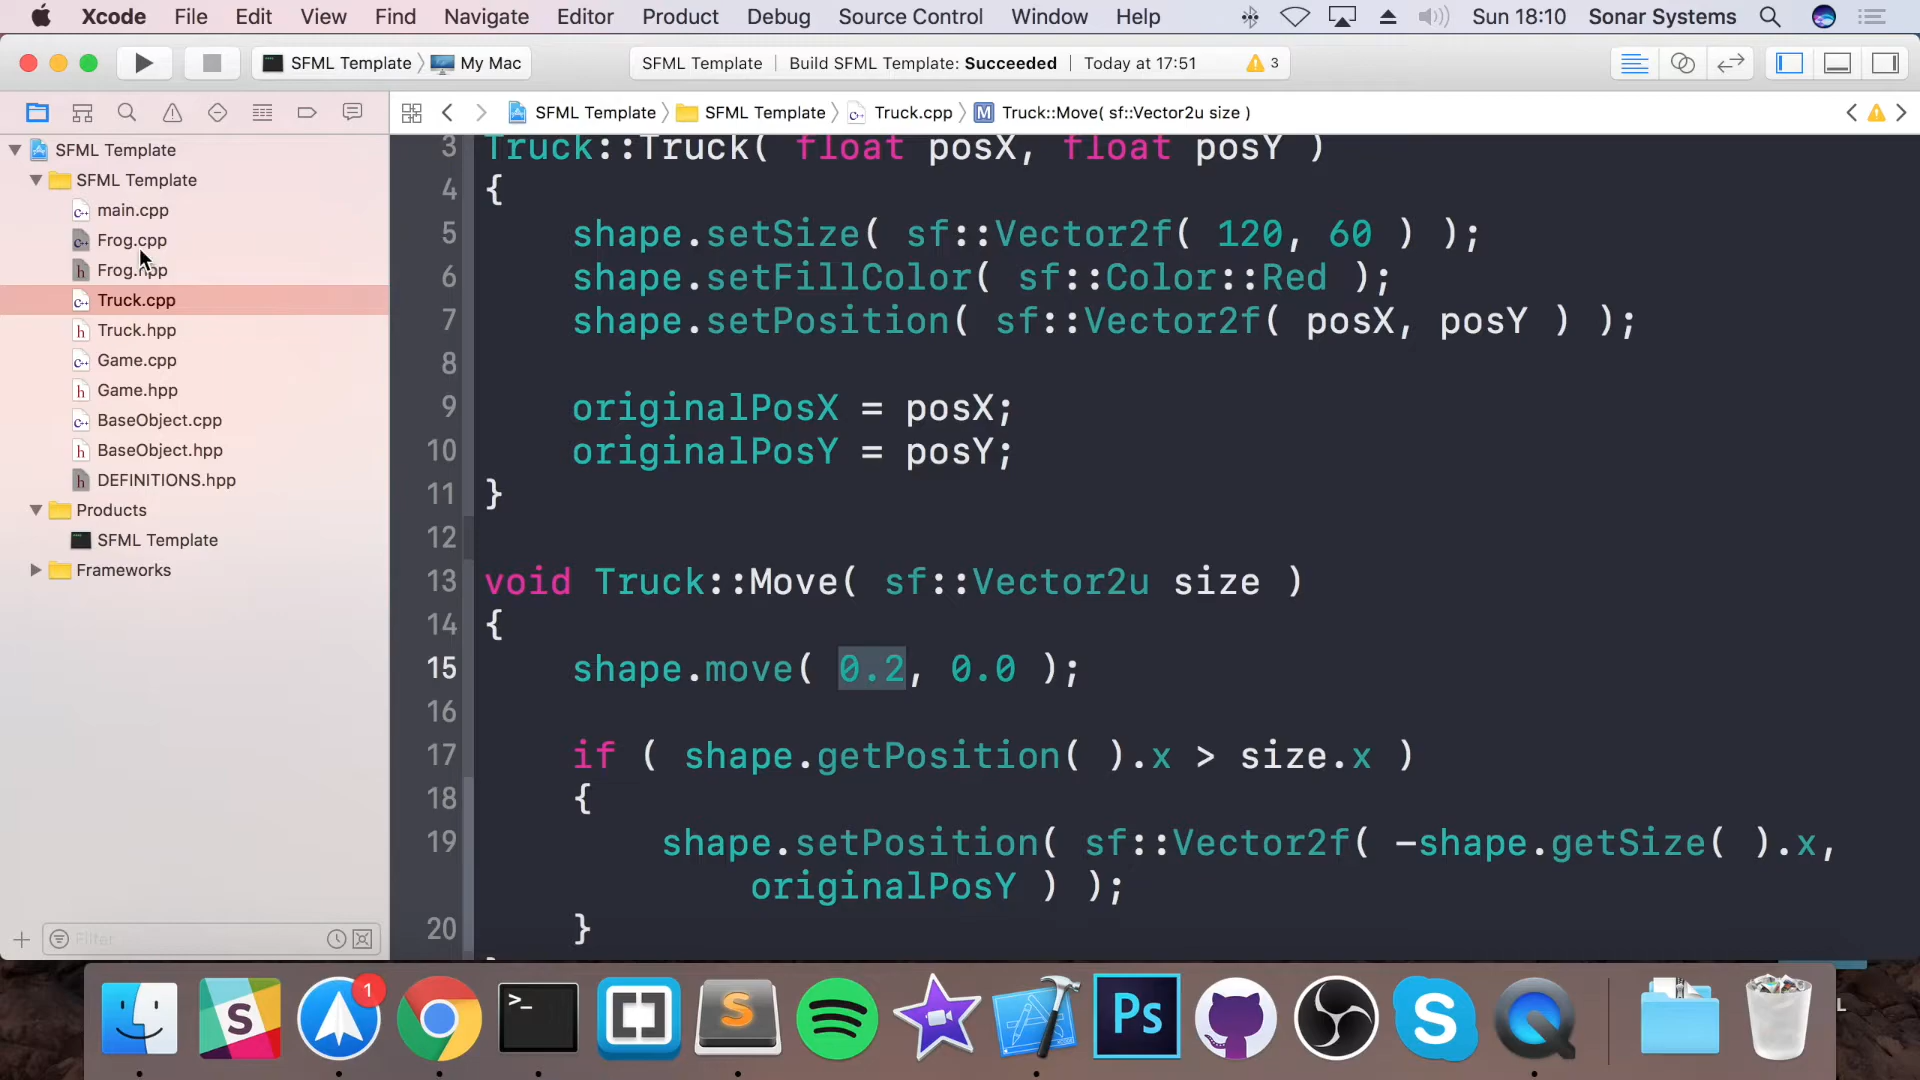 Xcode File Edit View Find Navigate Editor Product Debug Source Control Window Help Sun 18:10 Sonar Systems
SFML Template My Mac SFML Template Build SFML Template: Succeeded Today at 17:51 3
SFML Template SFML Template Truck.cpp M Truck::Move( sf::Vector2u size )
SFML Template
SFML Template
main.cpp
Frog.cpp
Frog.hpp
Truck.cpp
Truck.hpp
Game.cpp
Game.hpp
BaseObject.cpp
BaseObject.hpp
DEFINITIONS.hpp
Products
SFML Template
Frameworks
Filter
3 Truck::Truck( float posX, float posY )
4 {
5 shape.setSize( sf::Vector2f( 120, 60 ) );
6 shape.setFillColor( sf::Color::Red );
7 shape.setPosition( sf::Vector2f( posX, posY ) );
8
9 originalPosX = posX;
10 originalPosY = posY;
11 }
12
13 void Truck::Move( sf::Vector2u size )
14 {
15 shape.move( 0.2, 0.0 );
16
17 if ( shape.getPosition( ).x > size.x )
18 {
19 shape.setPosition( sf::Vector2f( -shape.getSize( ).x,
originalPosY ) );
20 }
1
S
>_
S
Ps
S